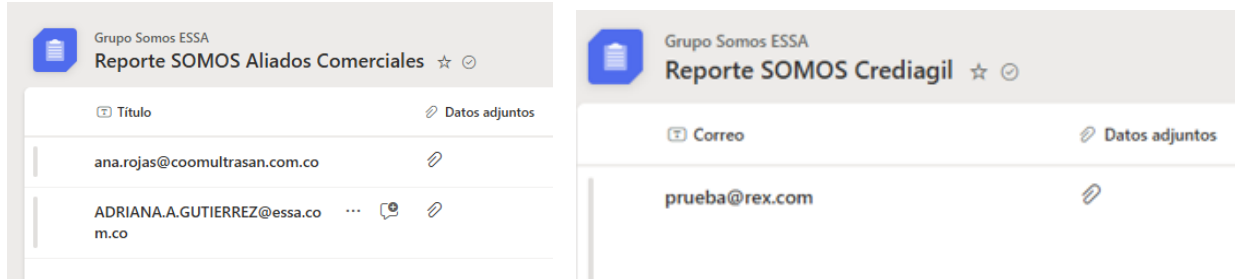 Grupo Somos ESSA
Reporte SOMOS Aliados Comerciales
Título
Datos adjuntos
ana.rojas@coomultrasan.com.co
ADRIANA.A.GUTIERREZ@essa.co
m.co
Grupo Somos ESSA
Reporte SOMOS Crediagil
Correo
Datos adjuntos
prueba@rex.com